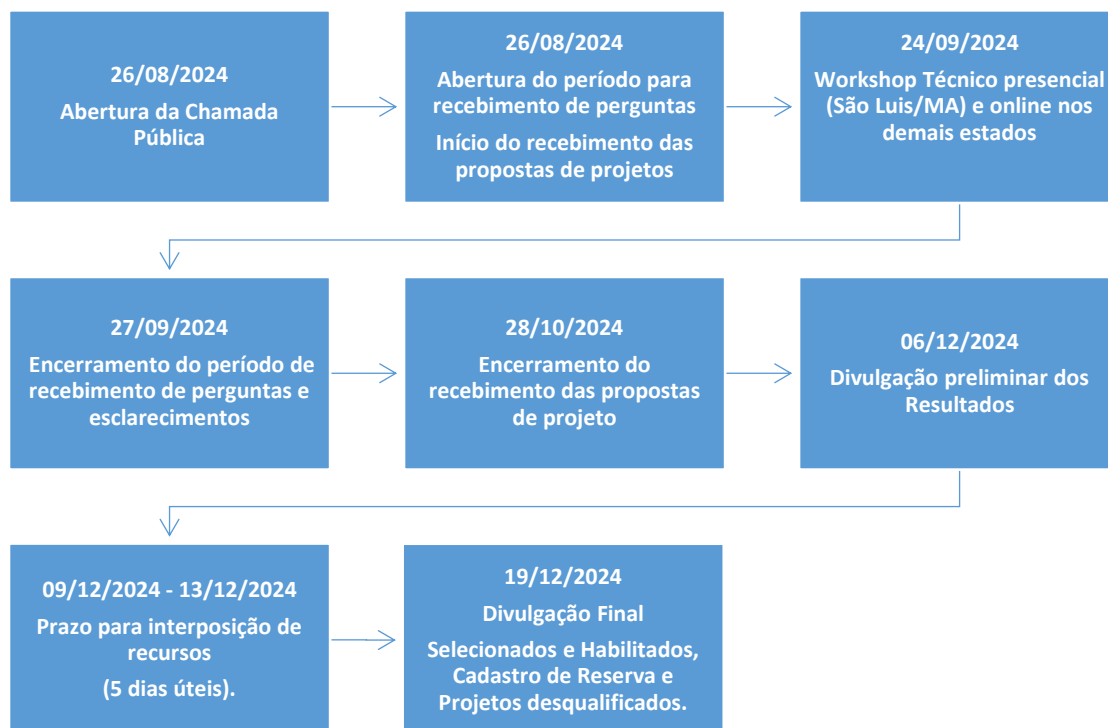 26/08/2024
Abertura da Chamada
Pública
26/08/2024
Abertura do período para
recebimento de perguntas
Início do recebimento das
propostas de projetos
24/09/2024
Workshop Técnico presencial
(São Luis/MA) e online nos
demais estados
27/09/2024
Encerramento do período de
recebimento de perguntas e
esclarecimentos
28/10/2024
Encerramento do
recebimento das propostas
de projeto
06/12/2024
Divulgação preliminar dos
Resultados
09/12/2024 - 13/12/2024
Prazo para interposição de
recursos
(5 dias úteis).
19/12/2024
Divulgação Final
Selecionados e Habilitados,
Cadastro de Reserva e
Projetos desqualificados.